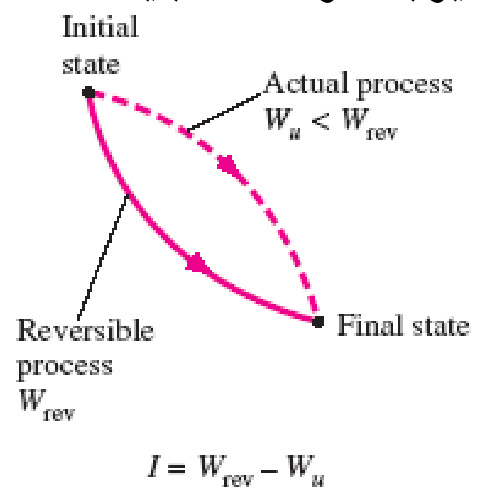 Initial
state
Actual process
W_u < W_rev
Final state
Reversible
process
W_rev
I = W_rev – W_u